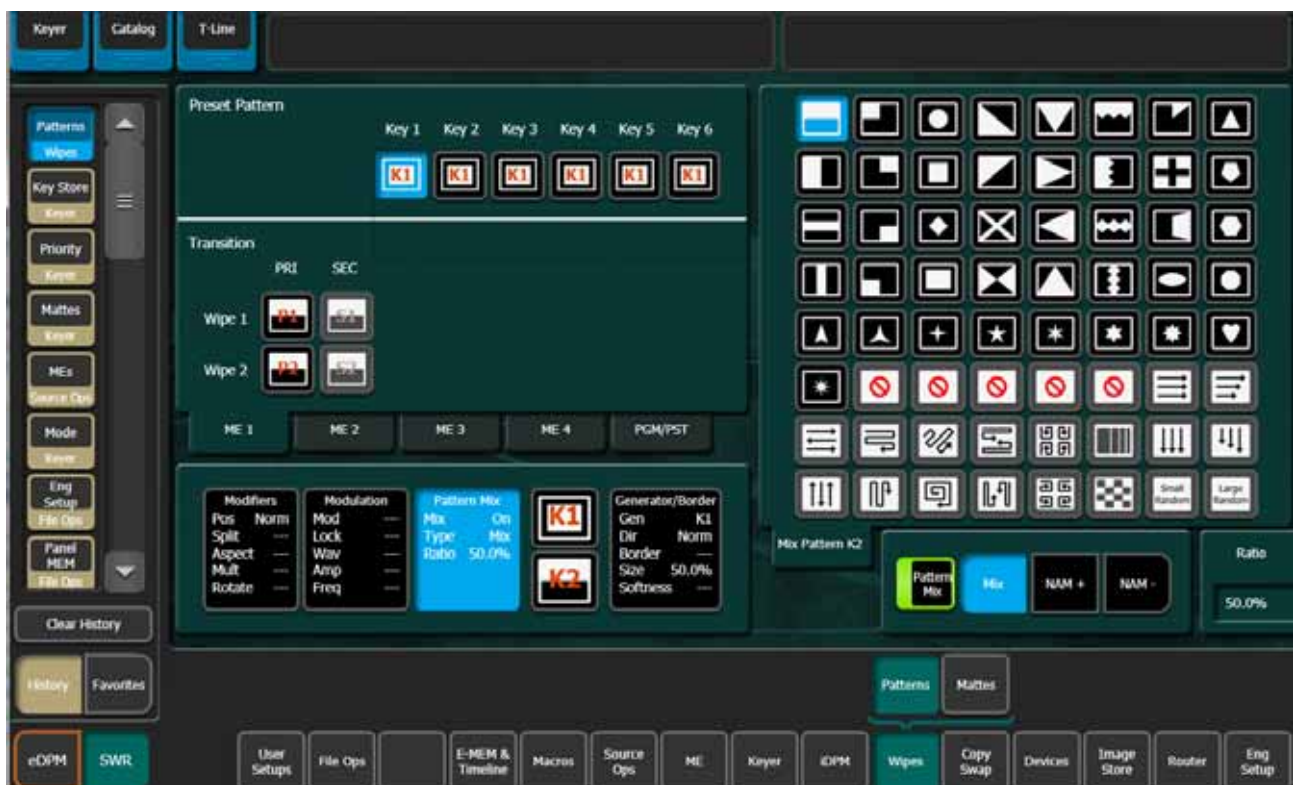 Keyer Catalog T-Line
Patterns
Wipes
Key Store
Keyer
Priority
Keyer
Mattes
Keyer
MEs
Source Ops
Mode
Keyer
Eng
Setup
File Ops
Panel
MEM
File Ops
Clear History
History Favorites
eDPM SWR
Preset Pattern
Key 1 Key 2 Key 3 Key 4 Key 5 Key 6
K1 K1 K1 K1 K1 K1
Transition
PRI SEC
Wipe 1 P1 S1
Wipe 2 P2 S2
ME 1 ME 2 ME 3 ME 4 PGM/PST
Modifiers
Pos Norm
Split ---
Aspect ---
Mult ---
Rotate ---
Modulation
Mod ---
Lock ---
Wav ---
Amp ---
Freq ---
Pattern Mix
Mix On
Type Mix
Ratio 50.0%
K1
K2
Generator/Border
Gen K1
Dir Norm
Border ---
Size 50.0%
Softness ---
Small
Random
Large
Random
Mix Pattern K2
Pattern
Mix
Mix NAM + NAM -
Ratio
50.0%
Patterns Mattes
User
Setups
File Ops
E-MEM &
Timeline
Macros
Source
Ops
ME
Keyer
iDPM
Wipes
Copy
Swap
Devices
Image
Store
Router
Eng
Setup